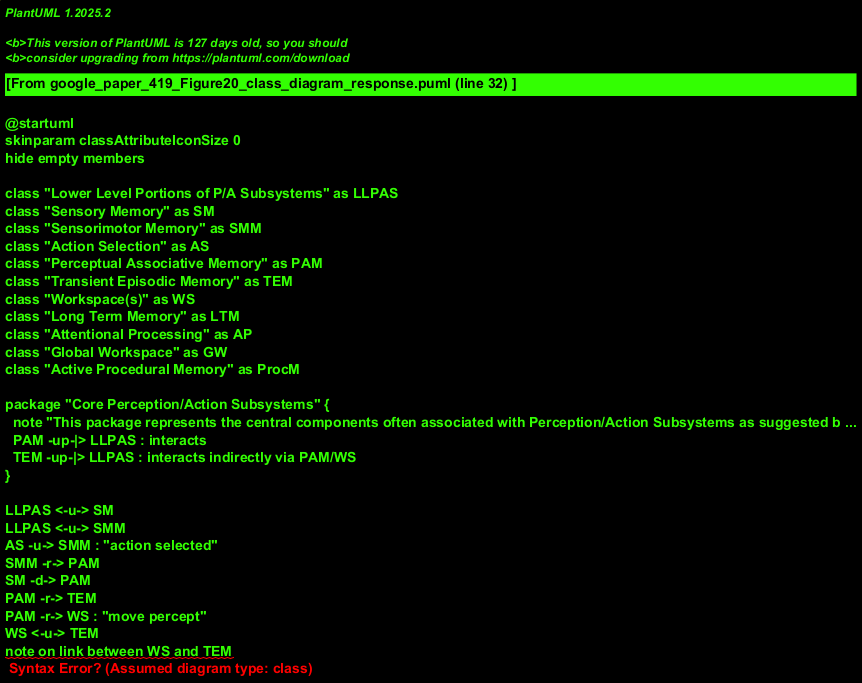 PlantUML 1.2025.2
<b>This version of PlantUML is 127 days old, so you should
<b>consider upgrading from https://plantuml.com/download
[From google_paper_419_Figure20_class_diagram_response.puml (line 32) ]
@startuml
skinparam classAttributeIconSize 0
hide empty members
class "Lower Level Portions of P/A Subsystems" as LLPAS
class "Sensory Memory" as SM
class "Sensorimotor Memory" as SMM
class "Action Selection" as AS
class "Perceptual Associative Memory" as PAM
class "Transient Episodic Memory" as TEM
class "Workspace(s)" as WS
class "Long Term Memory" as LTM
class "Attentional Processing" as AP
class "Global Workspace" as GW
class "Active Procedural Memory" as ProcM
package "Core Perception/Action Subsystems" {
note "This package represents the central components often associated with Perception/Action Subsystems as suggested b ...
PAM -up-|> LLPAS : interacts
TEM -up-|> LLPAS : interacts indirectly via PAM/WS
}
LLPAS <-u-> SM
LLPAS <-u-> SMM
AS -u-> SMM : "action selected"
SMM -r-> PAM
SM -d-> PAM
PAM -r-> TEM
PAM -r-> WS : "move percept"
WS <-u-> TEM
note on link between WS and TEM
Syntax Error? (Assumed diagram type: class)